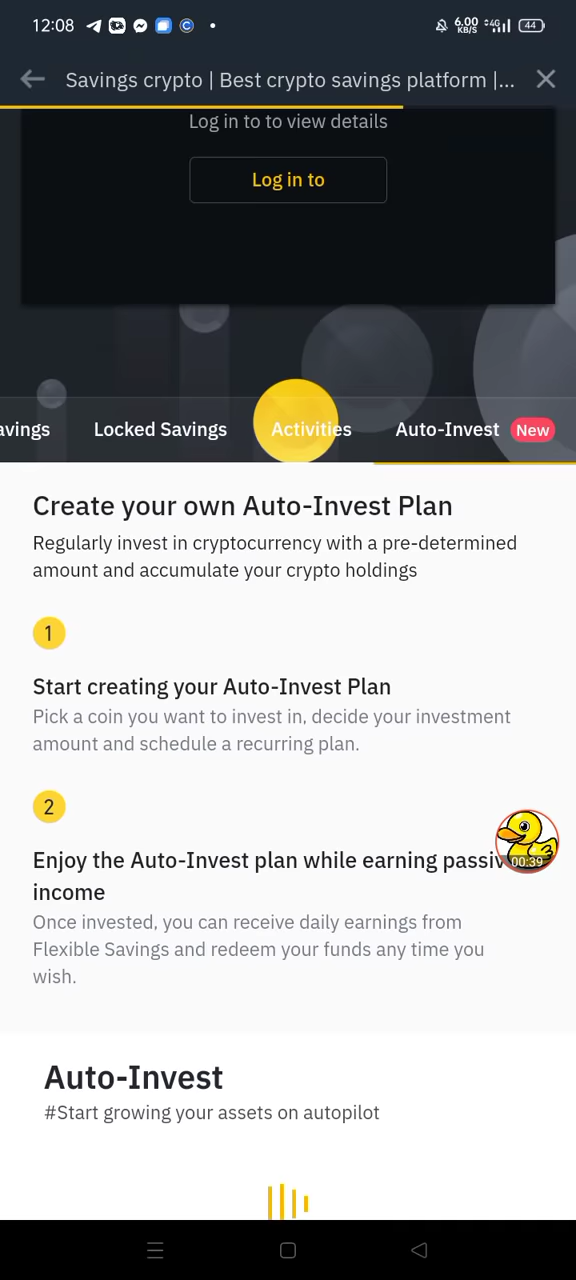 12:08
6.00 KB/S 4G 44
Savings crypto | Best crypto savings platform |...
Log in to to view details
Log in to
avings Locked Savings Activities Auto-Invest New
Create your own Auto-Invest Plan
Regularly invest in cryptocurrency with a pre-determined
amount and accumulate your crypto holdings
1
Start creating your Auto-Invest Plan
Pick a coin you want to invest in, decide your investment
amount and schedule a recurring plan.
2
Enjoy the Auto-Invest plan while earning passiv
00:39
income
Once invested, you can receive daily earnings from
Flexible Savings and redeem your funds any time you
wish.
Auto-Invest
#Start growing your assets on autopilot